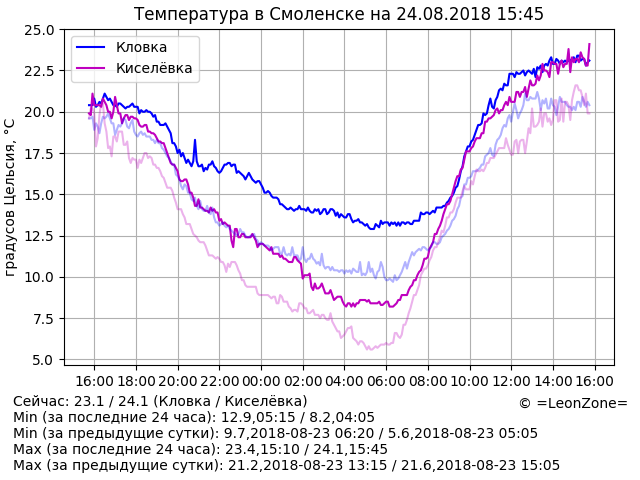 Температура в Смоленске на 24.08.2018 15:45
градусов Цельсия, °C
25.0
22.5
20.0
17.5
15.0
12.5
10.0
7.5
5.0
Кловка
Киселёвка
16:00 18:00 20:00 22:00 00:00 02:00 04:00 06:00 08:00 10:00 12:00 14:00 16:00
Сейчас: 23.1 / 24.1 (Кловка / Киселёвка)
© =LeonZone=
Min (за последние 24 часа): 12.9,05:15 / 8.2,04:05
Min (за предыдущие сутки): 9.7,2018-08-23 06:20 / 5.6,2018-08-23 05:05
Max (за последние 24 часа): 23.4,15:10 / 24.1,15:45
Max (за предыдущие сутки): 21.2,2018-08-23 13:15 / 21.6,2018-08-23 15:05